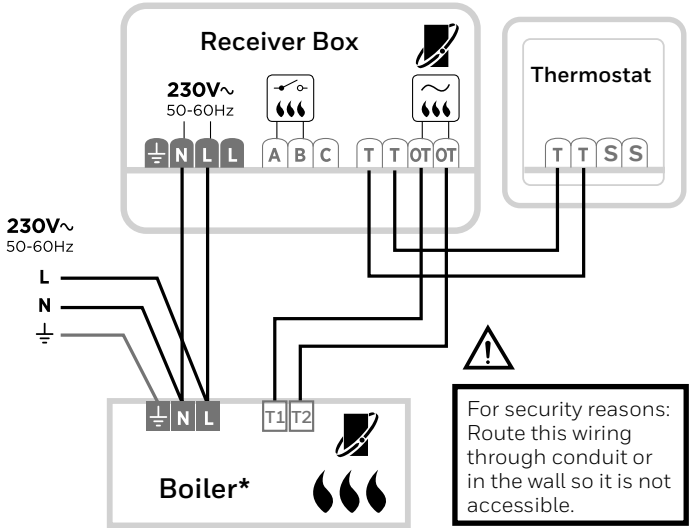 Receiver Box
Thermostat
230V~
50-60Hz
N L L
A B C
T T OT OT
T T S S
230V~
50-60Hz
L
N
N L
T1 T2
Boiler*
For security reasons:
Route this wiring
through conduit or
in the wall so it is not
accessible.